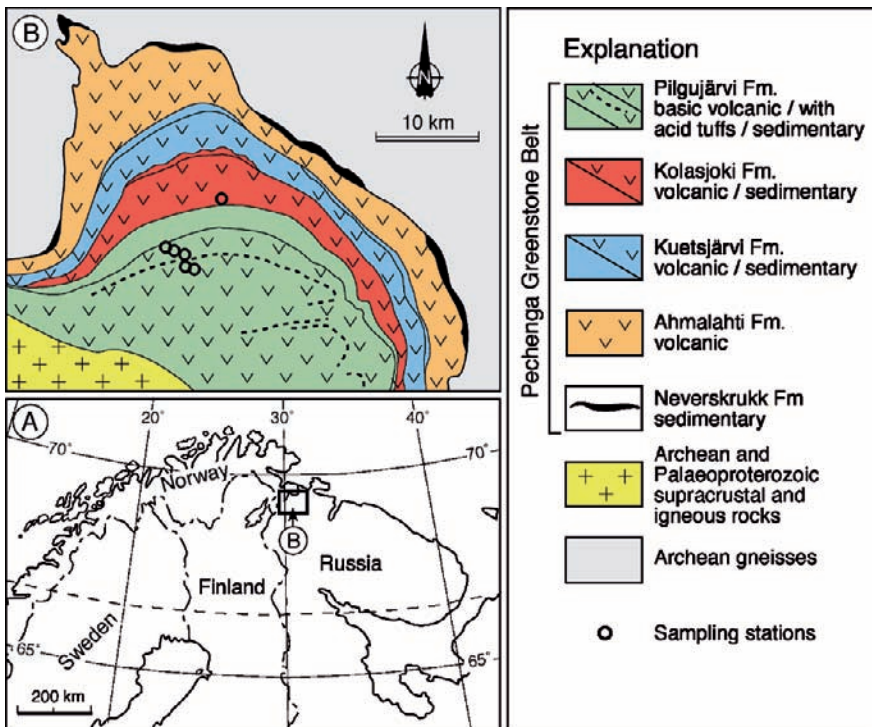 B
N
10 km
A
20°
30°
40°
70°
70°
Norway
B
Russia
Finland
Sweden
65°
65°
200 km
Explanation
Pechenga Greenstone Belt
Pilgujärvi Fm.
basic volcanic / with
acid tuffs / sedimentary
Kolasjoki Fm.
volcanic / sedimentary
Kuetsjärvi Fm.
volcanic / sedimentary
Ahmalahti Fm.
volcanic
Neverskrukk Fm
sedimentary
Archean and
Palaeoproterozoic
supracrustal and
igneous rocks
Archean gneisses
Sampling stations